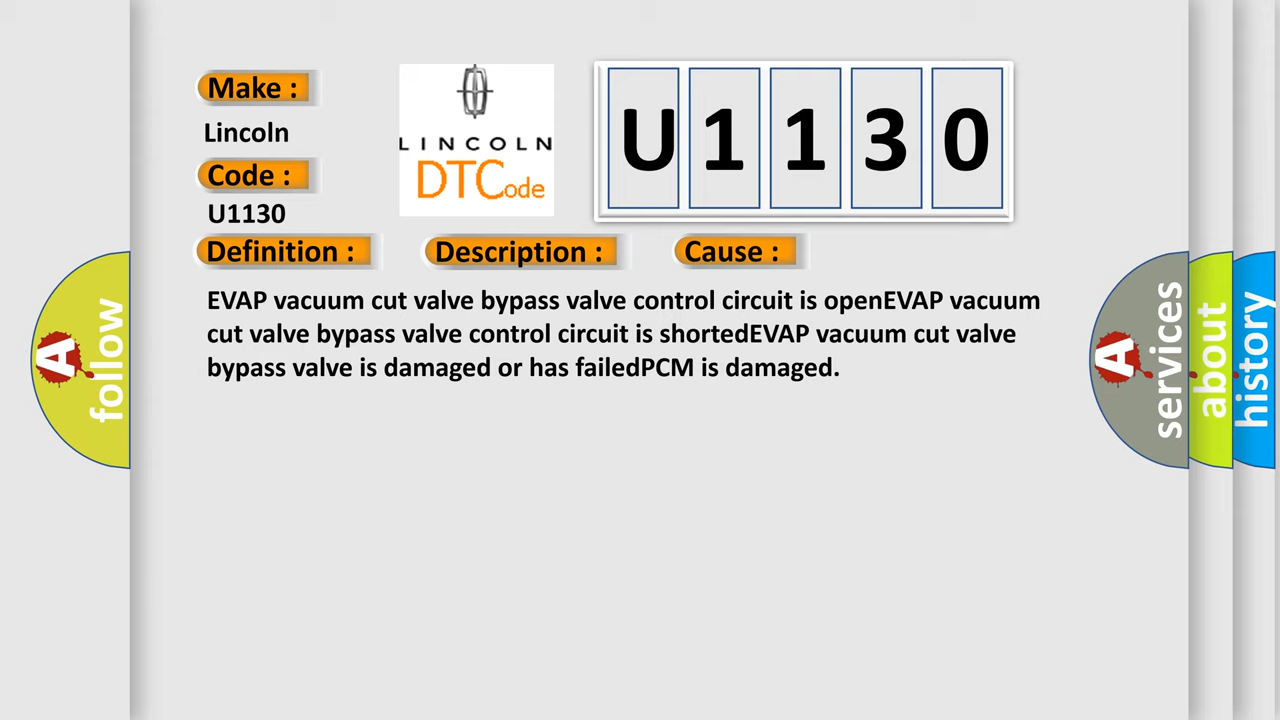 Make :
Lincoln
Code :
U1130
LINCOLN
DTCode
U1130
Definition :
Description :
Cause :
EVAP vacuum cut valve bypass valve control circuit is openEVAP vacuum
cut valve bypass valve control circuit is shortedEVAP vacuum cut valve
bypass valve is damaged or has failedPCM is damaged.
A
follow
A
services
about
history